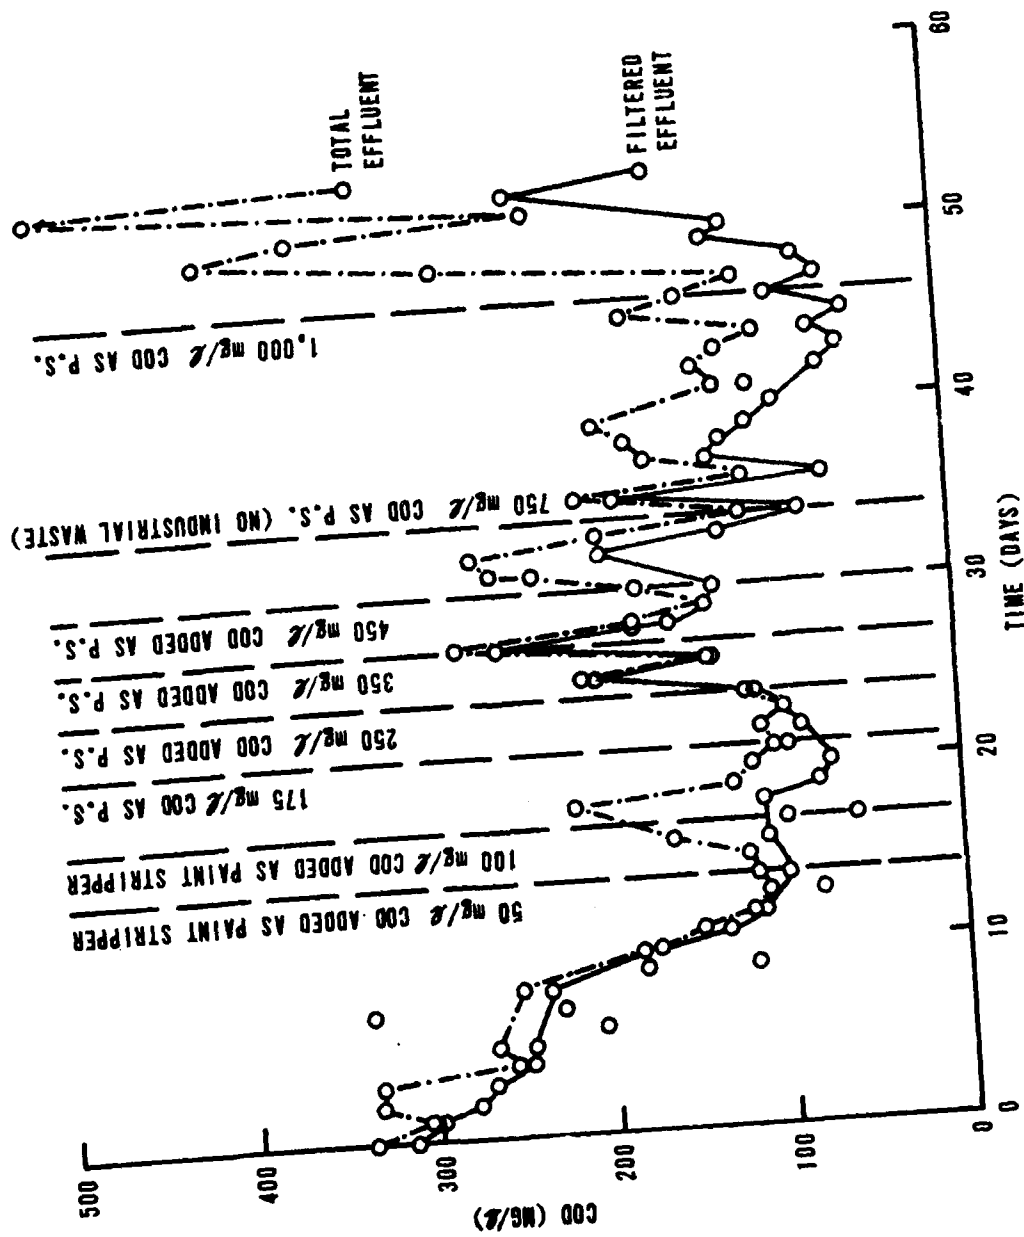 COD (MG/ℓ)
500
400
300
200
100
0
0
10
20
30
40
50
60
TIME (DAYS)
50 mg/ℓ COD ADDED AS PAINT STRIPPER
100 mg/ℓ COD ADDED AS PAINT STRIPPER
175 mg/ℓ COD AS P.S.
250 mg/ℓ COD ADDED AS P.S.
350 mg/ℓ COD ADDED AS P.S.
450 mg/ℓ COD ADDED AS P.S.
750 mg/ℓ COD AS P.S. (NO INDUSTRIAL WASTE)
1,000 mg/ℓ COD AS P.S.
TOTAL
EFFLUENT
FILTERED
EFFLUENT